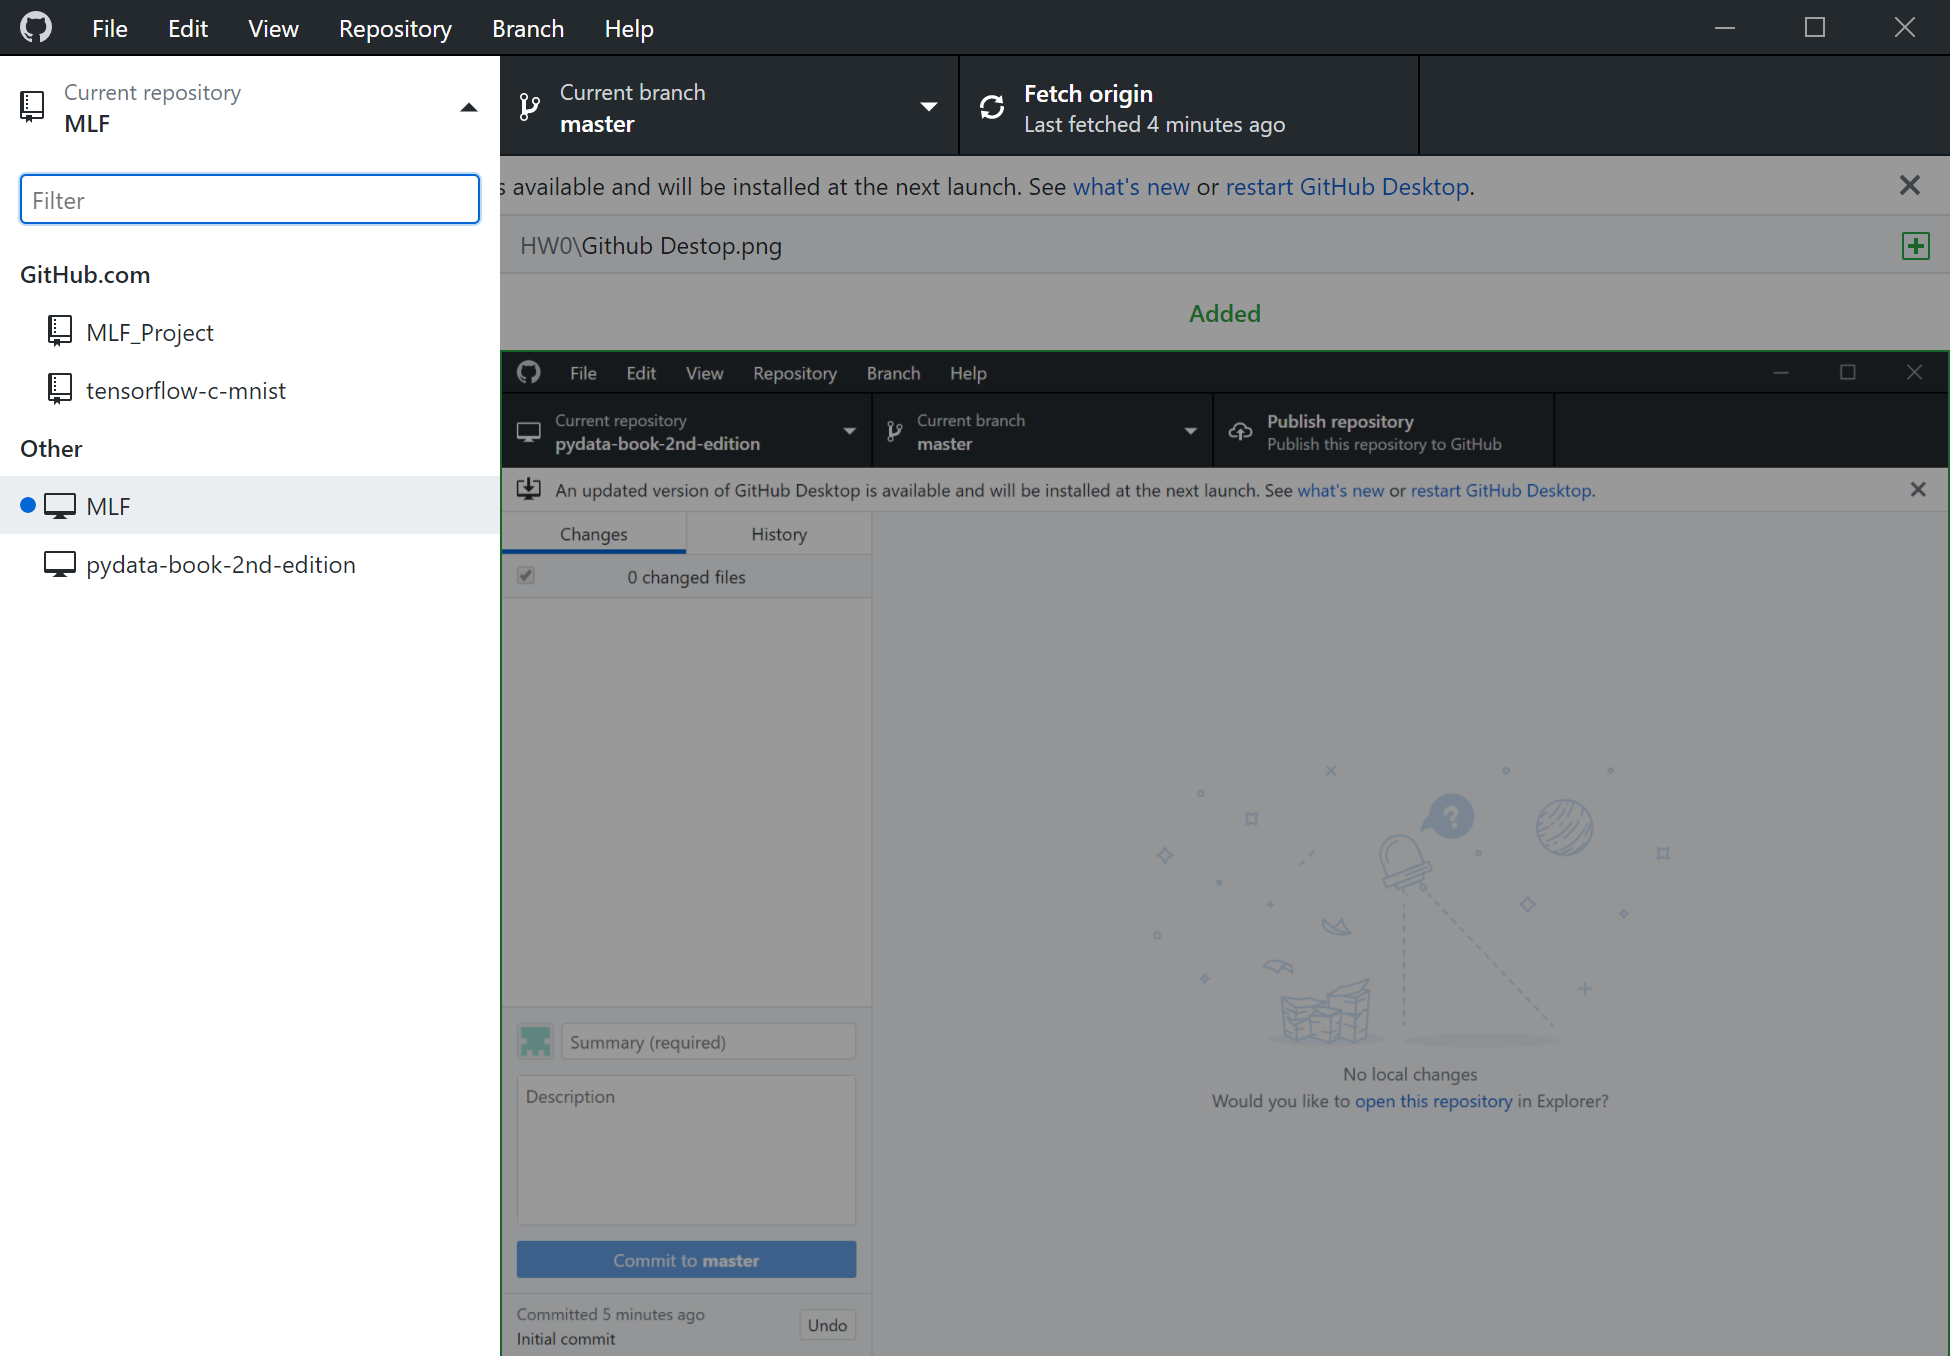 File Edit View Repository Branch Help
Current repository
MLF
Current branch
master
Fetch origin
Last fetched 4 minutes ago
Filter
GitHub.com
MLF_Project
tensorflow-c-mnist
Other
MLF
pydata-book-2nd-edition
s available and will be installed at the next launch. See what's new or restart GitHub Desktop.
HW0\Github Destop.png
Added
File Edit View Repository Branch Help
Current repository
pydata-book-2nd-edition
Current branch
master
Publish repository
Publish this repository to GitHub
An updated version of GitHub Desktop is available and will be installed at the next launch. See what's new or restart GitHub Desktop.
Changes History
0 changed files
?
No local changes
Would you like to open this repository in Explorer?
Summary (required)
Description
Commit to master
Committed 5 minutes ago
Initial commit
Undo